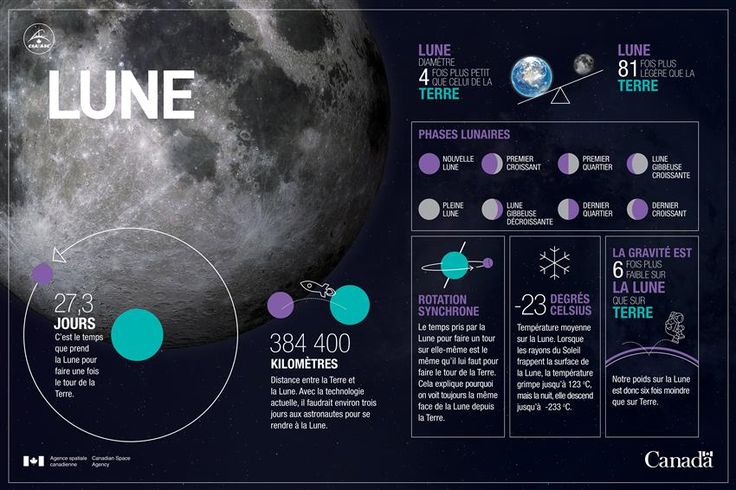 CSA ASC
LUNE
LUNE
DIAMÈTRE
4 FOIS PLUS PETIT
QUE CELUI DE LA
TERRE
LUNE
81 FOIS PLUS
LÉGÈRE QUE LA
TERRE
PHASES LUNAIRES
NOUVELLE
LUNE
PREMIER
CROISSANT
PREMIER
QUARTIER
LUNE
GIBBEUSE
CROISSANTE
PLEINE
LUNE
LUNE
GIBBEUSE
DÉCROISSANTE
DERNIER
QUARTIER
DERNIER
CROISSANT
27,3
JOURS
C'est le temps
que prend
la Lune pour
faire une fois
le tour de la
Terre.
384 400
KILOMÈTRES
Distance entre la Terre et
la Lune. Avec la technologie
actuelle, il faudrait environ trois
jours aux astronautes pour se
rendre à la Lune.
ROTATION
SYNCHRONE
Le temps pris par la
Lune pour faire un tour
sur elle-même est le
même qu'il lui faut pour
faire le tour de la Terre.
Cela explique pourquoi
on voit toujours la même
face de la Lune depuis
la Terre.
-23 DEGRÉS
CELSIUS
Température moyenne
sur la Lune. Lorsque
les rayons du Soleil
frappent la surface de
la Lune, la température
grimpe jusqu'à 123 °C,
mais la nuit, elle descend
jusqu'à -233 °C.
LA GRAVITÉ EST
6 FOIS PLUS
FAIBLE SUR
LA LUNE
QUE SUR
TERRE
Notre poids sur la Lune
est donc six fois moindre
que sur Terre.
Agence spatiale
canadienne
Canadian Space
Agency
Canada